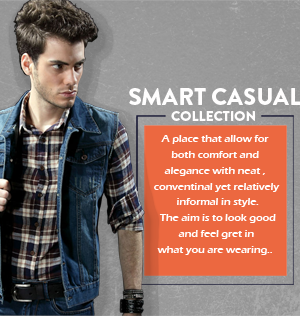 SMART CASUAL
COLLECTION
A place that allow for
both comfort and
alegance with neat ,
conventinal yet relatively
informal in style.
The aim is to look good
and feel gret in
what you are wearing..